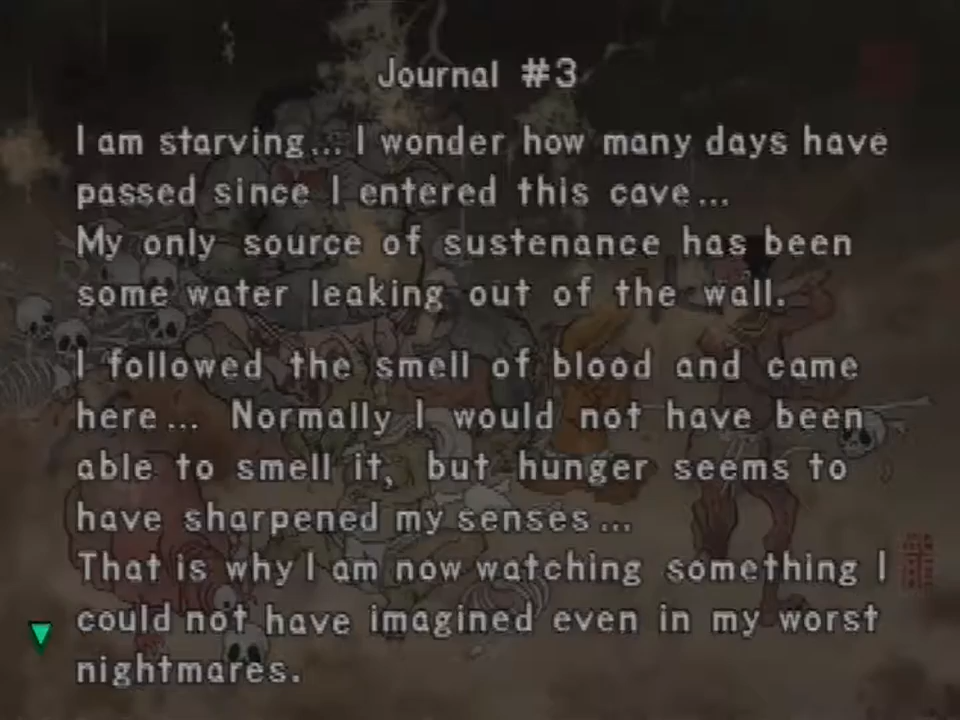 Journal #3
I am starving... I wonder how many days have
passed since I entered this cave...
My only source of sustenance has been
some water leaking out of the wall.
I followed the smell of blood and came
here... Normally I would not have been
able to smell it, but hunger seems to
have sharpened my senses...
That is why I am now watching something I
could not have imagined even in my worst
nightmares.